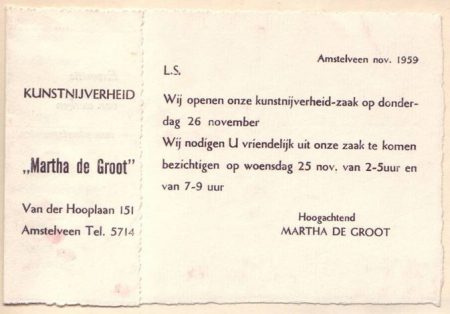 KUNSTNIJVERHEID
„Martha de Groot"
Van der Hooplaan 151
Amstelveen Tel. 5714
Amstelveen nov. 1959
L.S.
Wij openen onze kunstnijverheid-zaak op donder-
dag 26 november
Wij nodigen U vriendelijk uit onze zaak te komen
bezichtigen op woensdag 25 nov. van 2-5uur en
van 7-9 uur
Hoogachtend
MARTHA DE GROOT